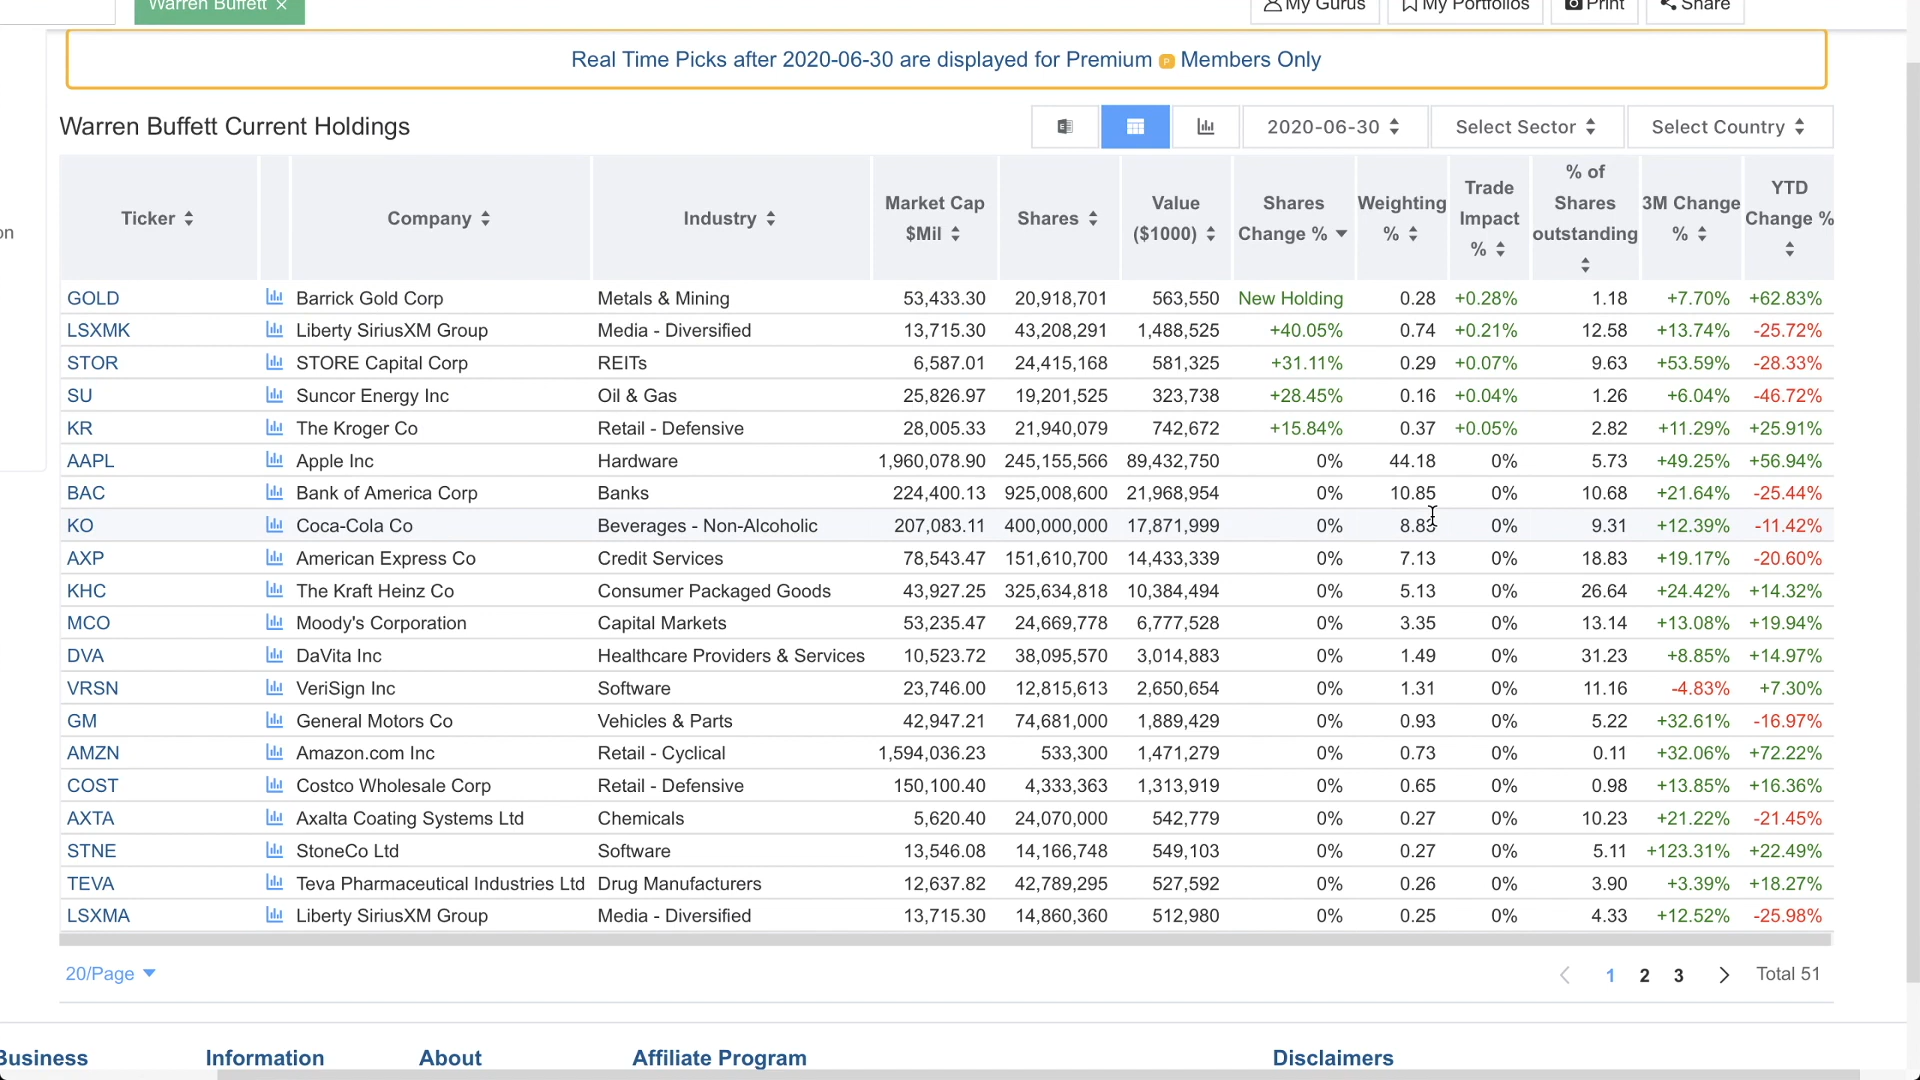 Warren Buffett ×
My Gurus My Portfolios Print Share
Real Time Picks after 2020-06-30 are displayed for Premium P Members Only
on
Warren Buffett Current Holdings 2020-06-30 Select Sector Select Country
Ticker Company Industry Market Cap $Mil Shares Value ($1000) Shares Change % Weighting % Trade Impact % % of Shares outstanding 3M Change % YTD Change %
GOLD Barrick Gold Corp Metals & Mining 53,433.30 20,918,701 563,550 New Holding 0.28 +0.28% 1.18 +7.70% +62.83%
LSXMK Liberty SiriusXM Group Media - Diversified 13,715.30 43,208,291 1,488,525 +40.05% 0.74 +0.21% 12.58 +13.74% -25.72%
STOR STORE Capital Corp REITs 6,587.01 24,415,168 581,325 +31.11% 0.29 +0.07% 9.63 +53.59% -28.33%
SU Suncor Energy Inc Oil & Gas 25,826.97 19,201,525 323,738 +28.45% 0.16 +0.04% 1.26 +6.04% -46.72%
KR The Kroger Co Retail - Defensive 28,005.33 21,940,079 742,672 +15.84% 0.37 +0.05% 2.82 +11.29% +25.91%
AAPL Apple Inc Hardware 1,960,078.90 245,155,566 89,432,750 0% 44.18 0% 5.73 +49.25% +56.94%
BAC Bank of America Corp Banks 224,400.13 925,008,600 21,968,954 0% 10.85 0% 10.68 +21.64% -25.44%
KO Coca-Cola Co Beverages - Non-Alcoholic 207,083.11 400,000,000 17,871,999 0% 8.83 0% 9.31 +12.39% -11.42%
AXP American Express Co Credit Services 78,543.47 151,610,700 14,433,339 0% 7.13 0% 18.83 +19.17% -20.60%
KHC The Kraft Heinz Co Consumer Packaged Goods 43,927.25 325,634,818 10,384,494 0% 5.13 0% 26.64 +24.42% +14.32%
MCO Moody's Corporation Capital Markets 53,235.47 24,669,778 6,777,528 0% 3.35 0% 13.14 +13.08% +19.94%
DVA DaVita Inc Healthcare Providers & Services 10,523.72 38,095,570 3,014,883 0% 1.49 0% 31.23 +8.85% +14.97%
VRSN VeriSign Inc Software 23,746.00 12,815,613 2,650,654 0% 1.31 0% 11.16 -4.83% +7.30%
GM General Motors Co Vehicles & Parts 42,947.21 74,681,000 1,889,429 0% 0.93 0% 5.22 +32.61% -16.97%
AMZN Amazon.com Inc Retail - Cyclical 1,594,036.23 533,300 1,471,279 0% 0.73 0% 0.11 +32.06% +72.22%
COST Costco Wholesale Corp Retail - Defensive 150,100.40 4,333,363 1,313,919 0% 0.65 0% 0.98 +13.85% +16.36%
AXTA Axalta Coating Systems Ltd Chemicals 5,620.40 24,070,000 542,779 0% 0.27 0% 10.23 +21.22% -21.45%
STNE StoneCo Ltd Software 13,546.08 14,166,748 549,103 0% 0.27 0% 5.11 +123.31% +22.49%
TEVA Teva Pharmaceutical Industries Ltd Drug Manufacturers 12,637.82 42,789,295 527,592 0% 0.26 0% 3.90 +3.39% +18.27%
LSXMA Liberty SiriusXM Group Media - Diversified 13,715.30 14,860,360 512,980 0% 0.25 0% 4.33 +12.52% -25.98%
20/Page 1 2 3 Total 51
Business Information About Affiliate Program Disclaimers